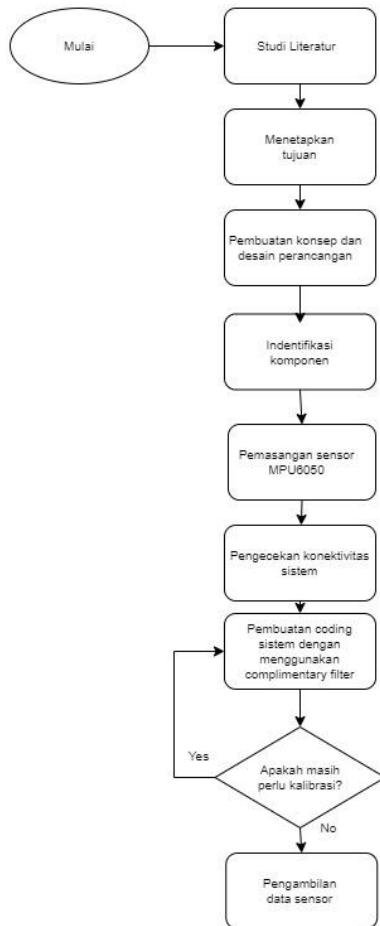 Mulai
Studi Literatur
Menetapkan
tujuan
Pembuatan konsep dan
desain perancangan
Indentifikasi
komponen
Pemasangan sensor
MPU6050
Pengecekan konektivitas
sistem
Pembuatan coding
sistem dengan
menggunakan
complimentary filter
Yes
Apakah masih
perlu kalibrasi?
No
Pengambilan
data sensor